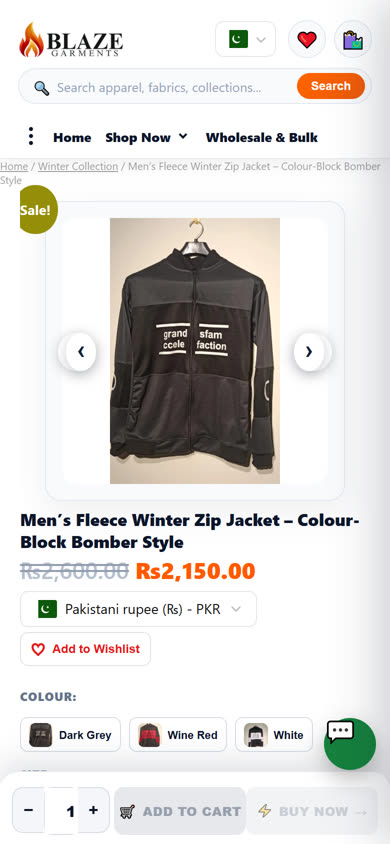 BLAZE
GARMENTS
Search apparel, fabrics, collections...
Search
Home
Shop Now
Wholesale & Bulk
Home / Winter Collection / Men's Fleece Winter Zip Jacket – Colour-Block Bomber
Style
Sale!
grand sfam
ccele faction
Men's Fleece Winter Zip Jacket – Colour-
Block Bomber Style
₨2,600.00 ₨2,150.00
Pakistani rupee (₨) - PKR
Add to Wishlist
COLOUR:
Dark Grey
Wine Red
White
− 1 +
ADD TO CART
BUY NOW →